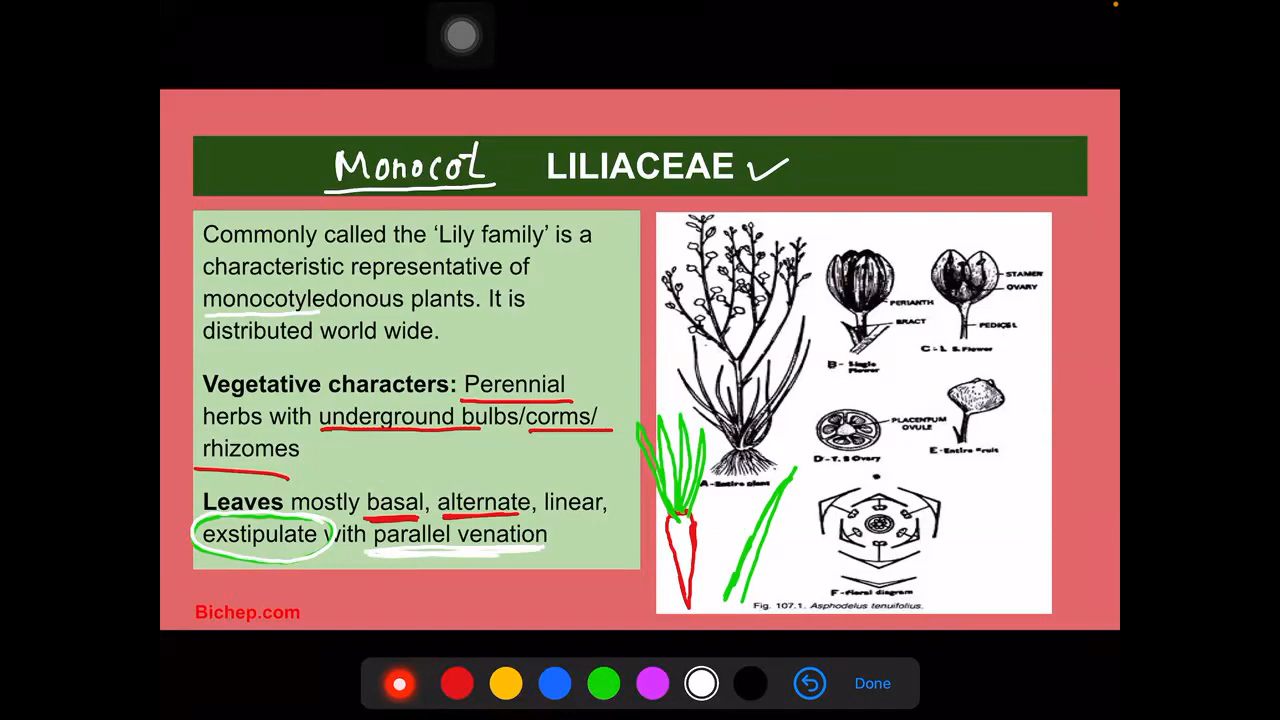 Monocot LILIACEAE
Commonly called the ‘Lily family’ is a
characteristic representative of
monocotyledonous plants. It is
distributed world wide.
Vegetative characters: Perennial
herbs with underground bulbs/corms/
rhizomes
Leaves mostly basal, alternate, linear,
exstipulate with parallel venation
Bichep.com
STAMEN
OVARY
PERIANTH
BRACT
PEDICEL
C-L S.Flower
B- Single
Flower
PLACENTUM
OVULE
D-T. S Ovary
E-Entire Fruit
A-Entire plant
F-floral diagram
Fig. 107.1. Asphodelus tenuifolius.
Done